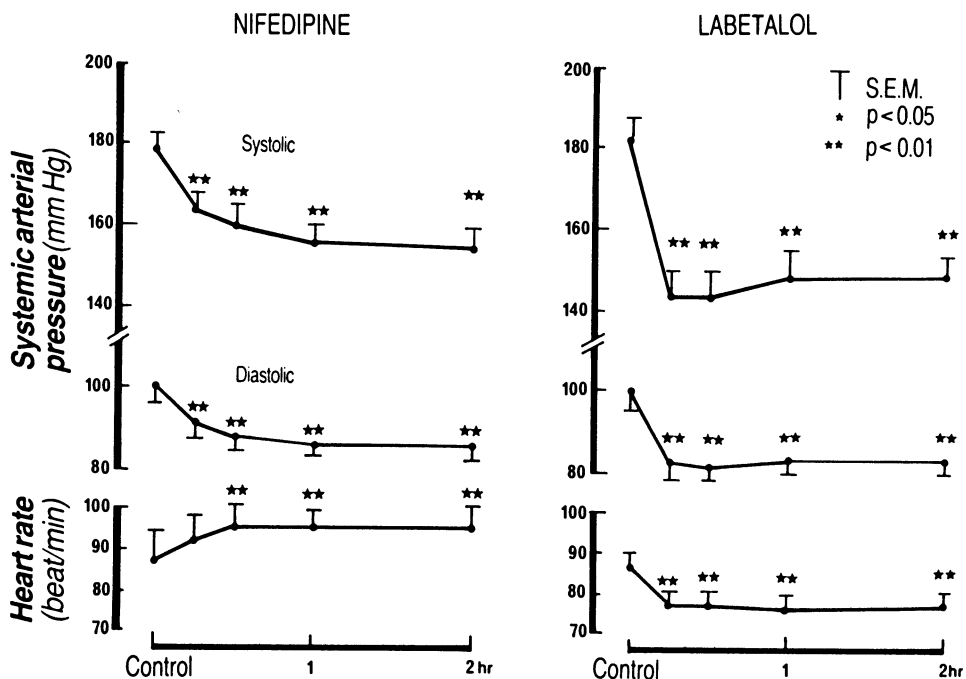 NIFEDIPINE
Systemic arterial
pressure (mm Hg)
200
180
160
140
100
80
Systolic
★★ ★★ ★★ ★★
Diastolic
★★ ★★ ★★ ★★
Heart rate
(beat/min)
100
90
80
70
★★ ★★ ★★
Control 1 2 hr
LABETALOL
200
180
160
140
100
80
S.E.M.
★ p < 0.05
★★ p < 0.01
★★ ★★ ★★ ★★
★★ ★★ ★★ ★★
100
90
80
70
★★ ★★ ★★ ★★
Control 1 2 hr